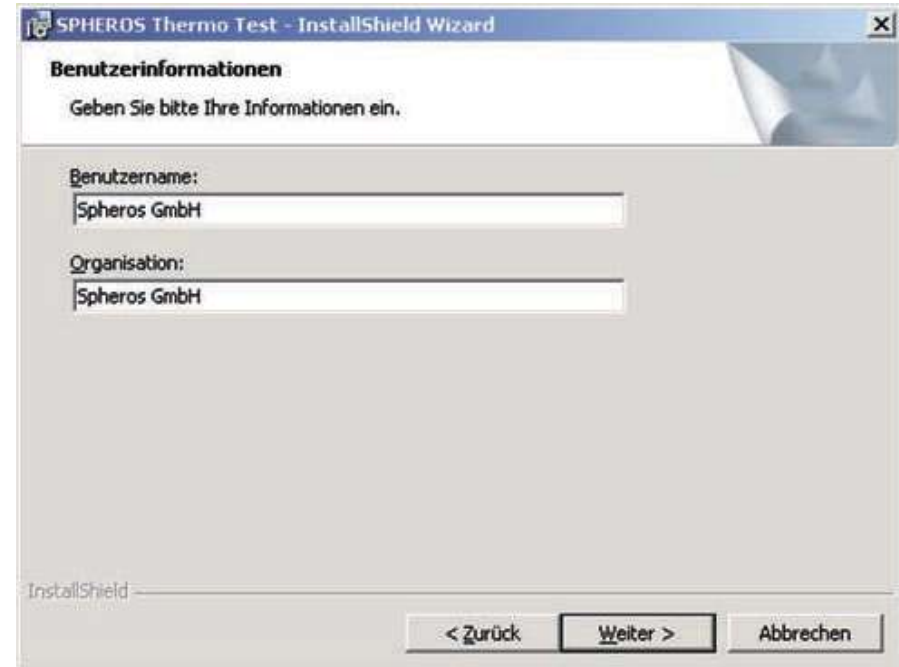 SPHEROS Thermo Test - InstallShield Wizard
Benutzerinformationen
Geben Sie bitte Ihre Informationen ein.
Benutzername:
Spheros GmbH
Organisation:
Spheros GmbH
InstallShield
< Zurück Weiter > Abbrechen